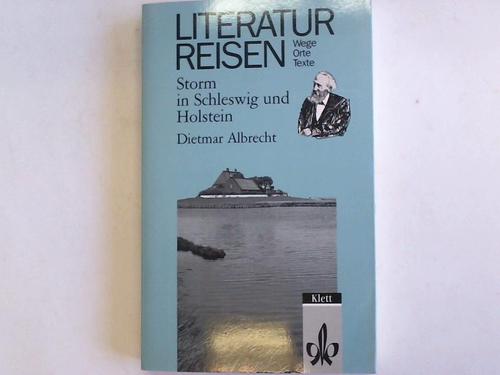 LITERATUR
REISEN
Wege
Orte
Texte
Storm
in Schleswig und
Holstein
Dietmar Albrecht
Klett